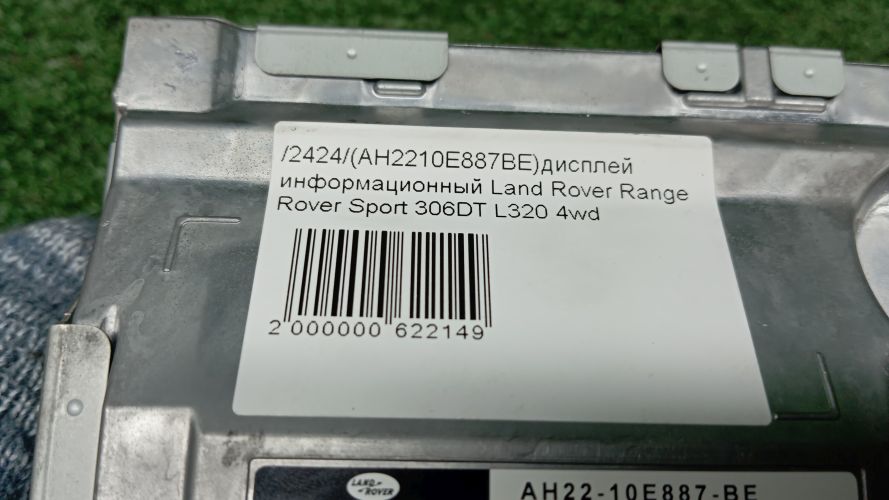 /2424/(AH2210E887BE)дисплей
информационный Land Rover Range
Rover Sport 306DT L320 4wd
2 000000 622149
LAND ROVER
AH22-10E887-BE